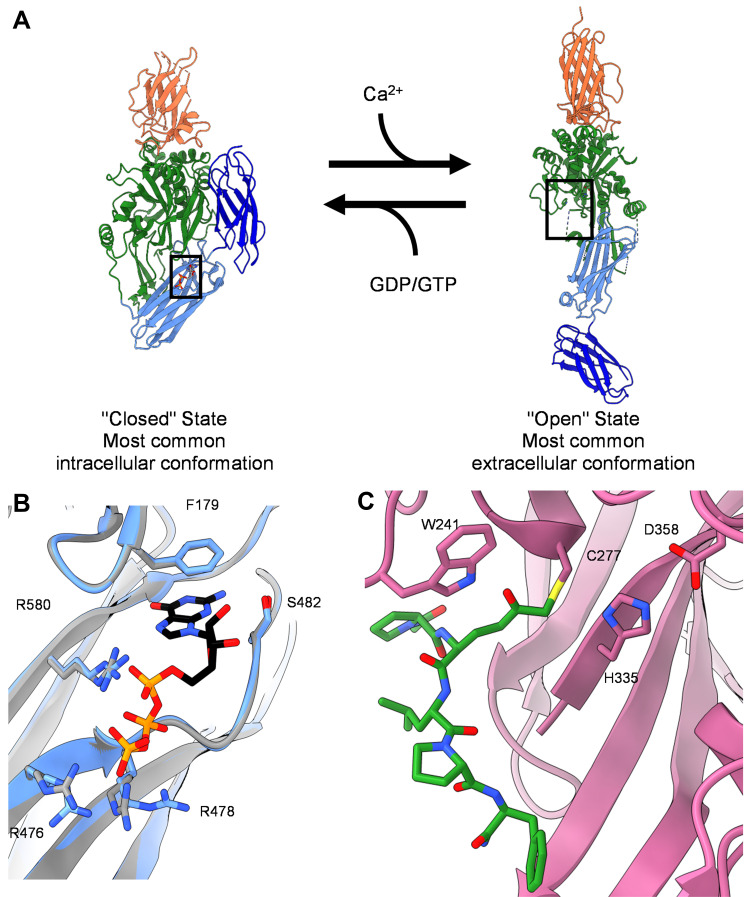 A
Ca2+
GDP/GTP
"Closed" State
Most common
intracellular conformation
"Open" State
Most common
extracellular conformation
B
F179
R580
S482
R476
R478
C
W241
C277
D358
H335